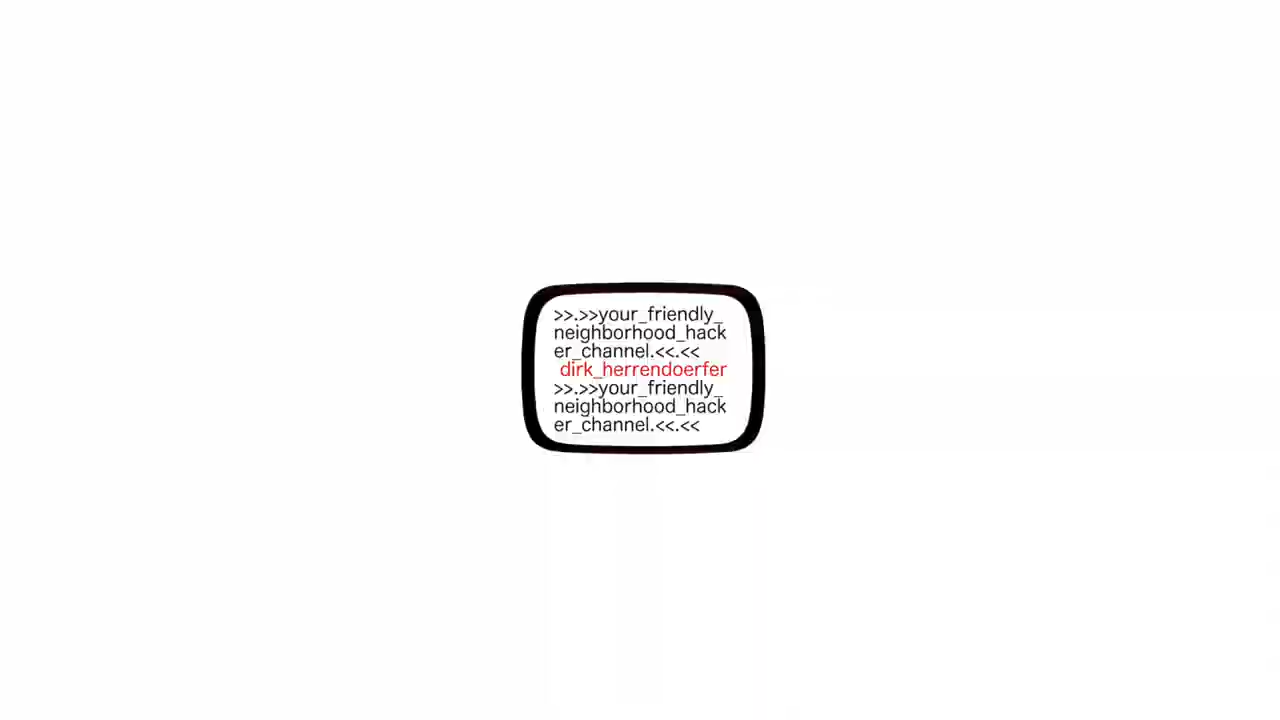 >>.>>your_friendly_
neighborhood_hack
er_channel.<<.<<
dirk_herrendoerfer
>>.>>your_friendly_
neighborhood_hack
er_channel.<<.<<